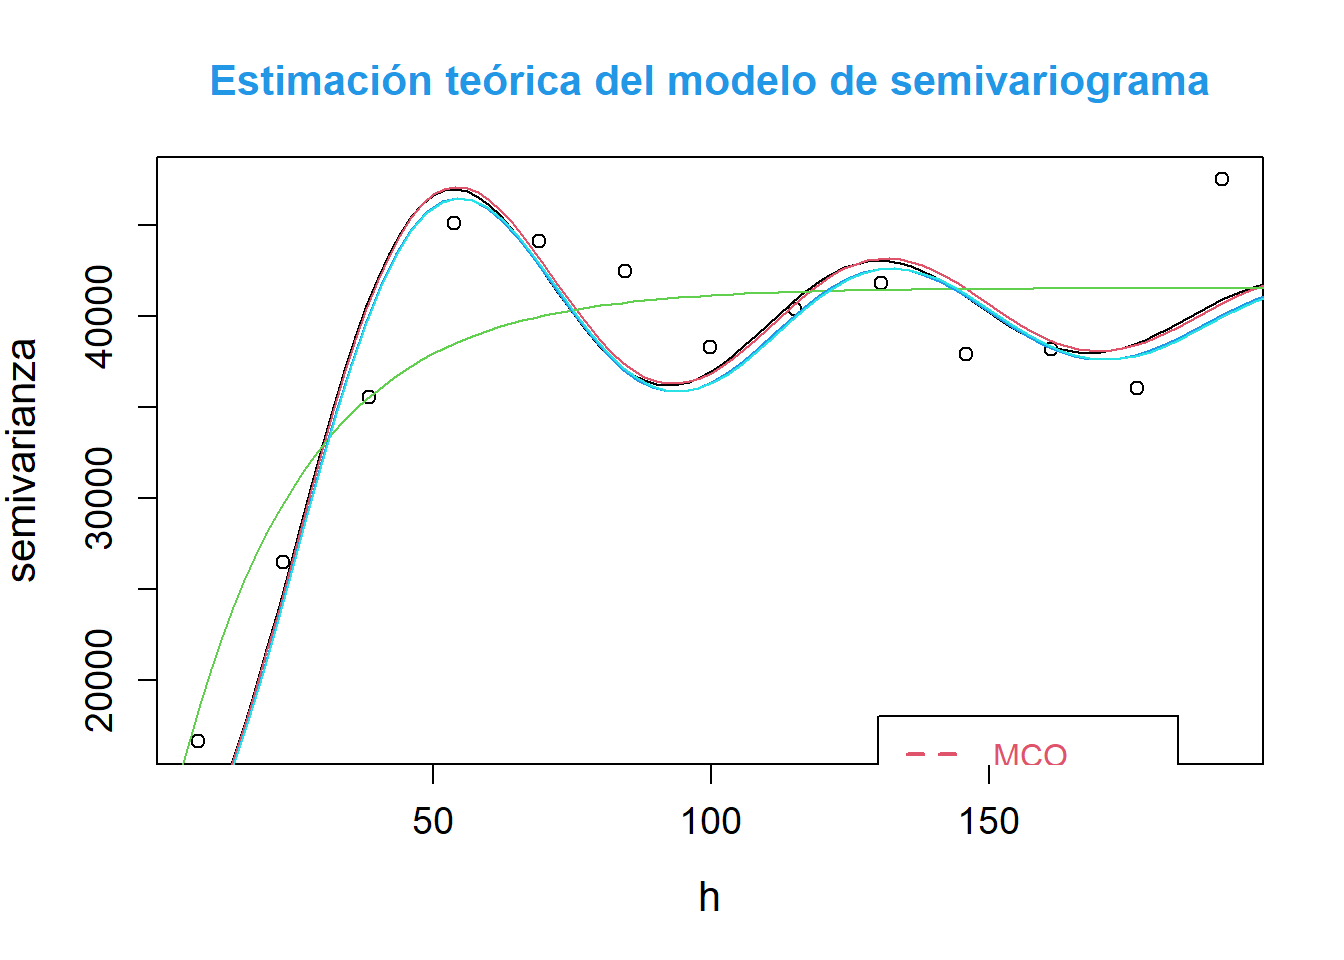 Estimación teórica del modelo de semivariograma
semivarianza
40000
30000
20000
MCO
50 100 150
h